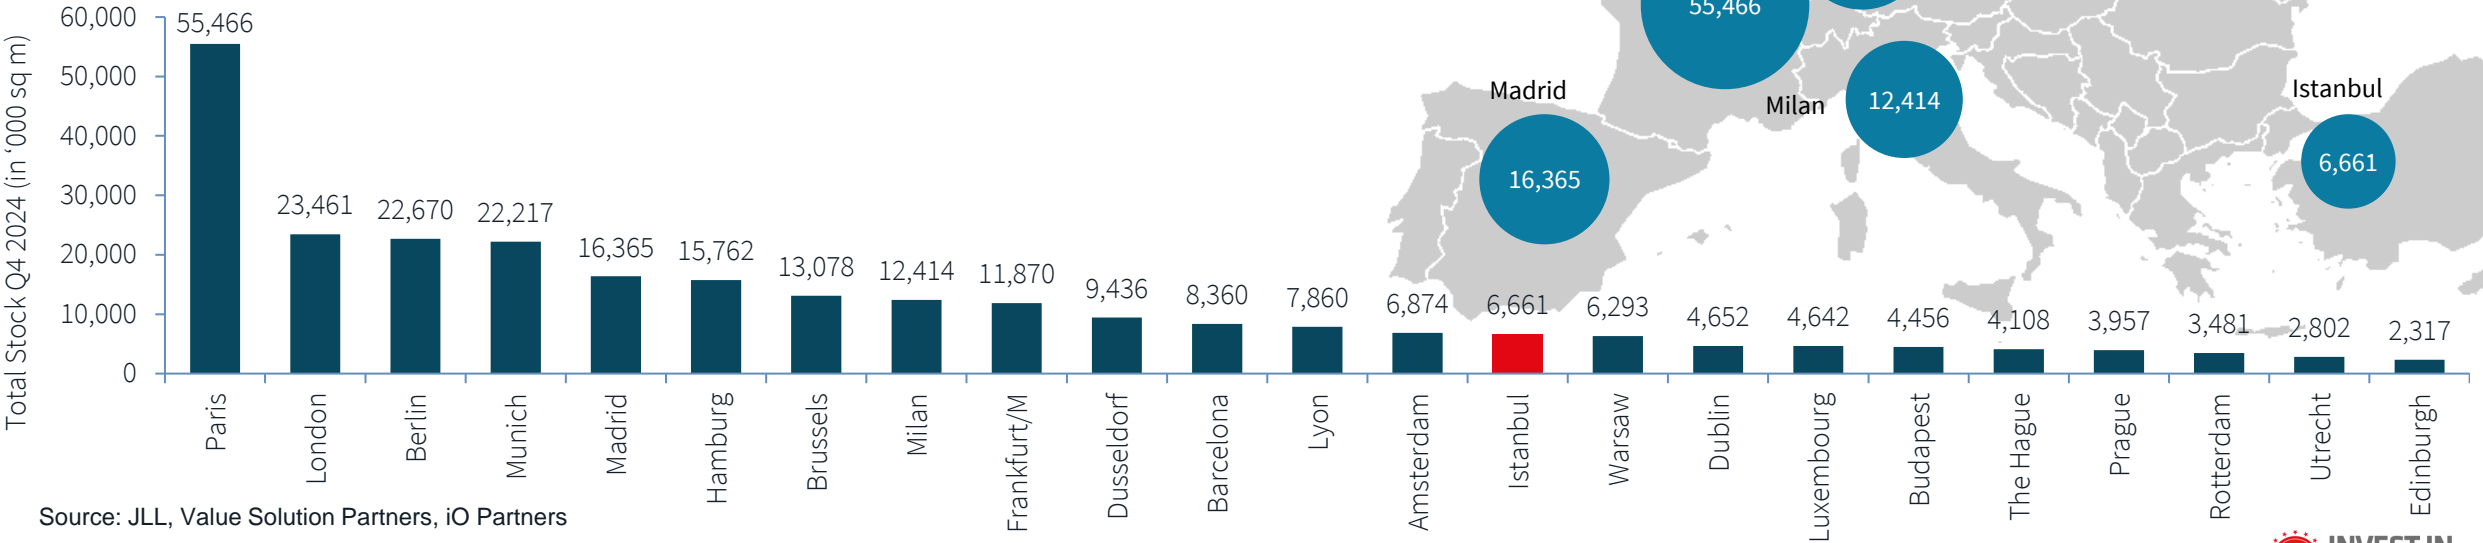 Total Stock Q4 2024 (in ‘000 sq m)
60,000
50,000
40,000
30,000
20,000
10,000
0
55,466
23,461
22,670
22,217
16,365
15,762
13,078
12,414
11,870
9,436
8,360
7,860
6,874
6,661
6,293
4,652
4,642
4,456
4,108
3,957
3,481
2,802
2,317
Paris
London
Berlin
Munich
Madrid
Hamburg
Brussels
Milan
Frankfurt/M
Dusseldorf
Barcelona
Lyon
Amsterdam
Istanbul
Warsaw
Dublin
Luxembourg
Budapest
The Hague
Prague
Rotterdam
Utrecht
Edinburgh
55,466
Madrid
16,365
Milan
12,414
Istanbul
6,661
Source: JLL, Value Solution Partners, iO Partners
INVEST IN